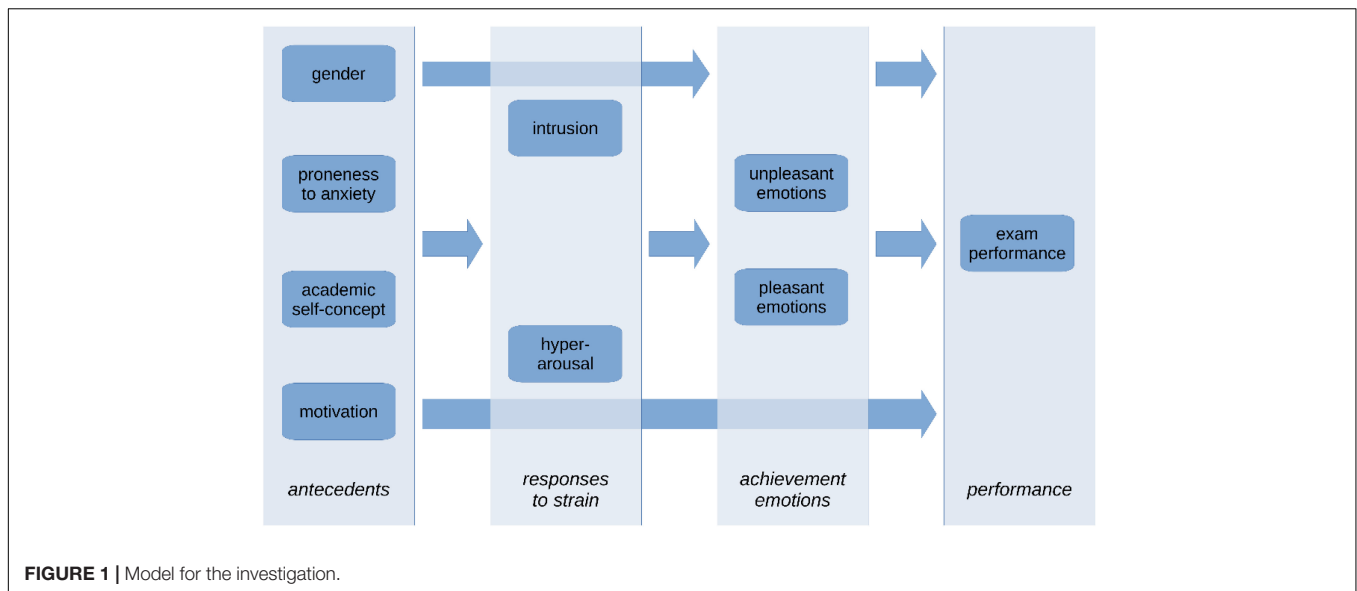 gender
proneness
to anxiety
academic
self-concept
motivation
antecedents
intrusion
hyper-
arousal
responses
to strain
unpleasant
emotions
pleasant
emotions
achievement
emotions
exam
performance
performance
FIGURE 1 | Model for the investigation.